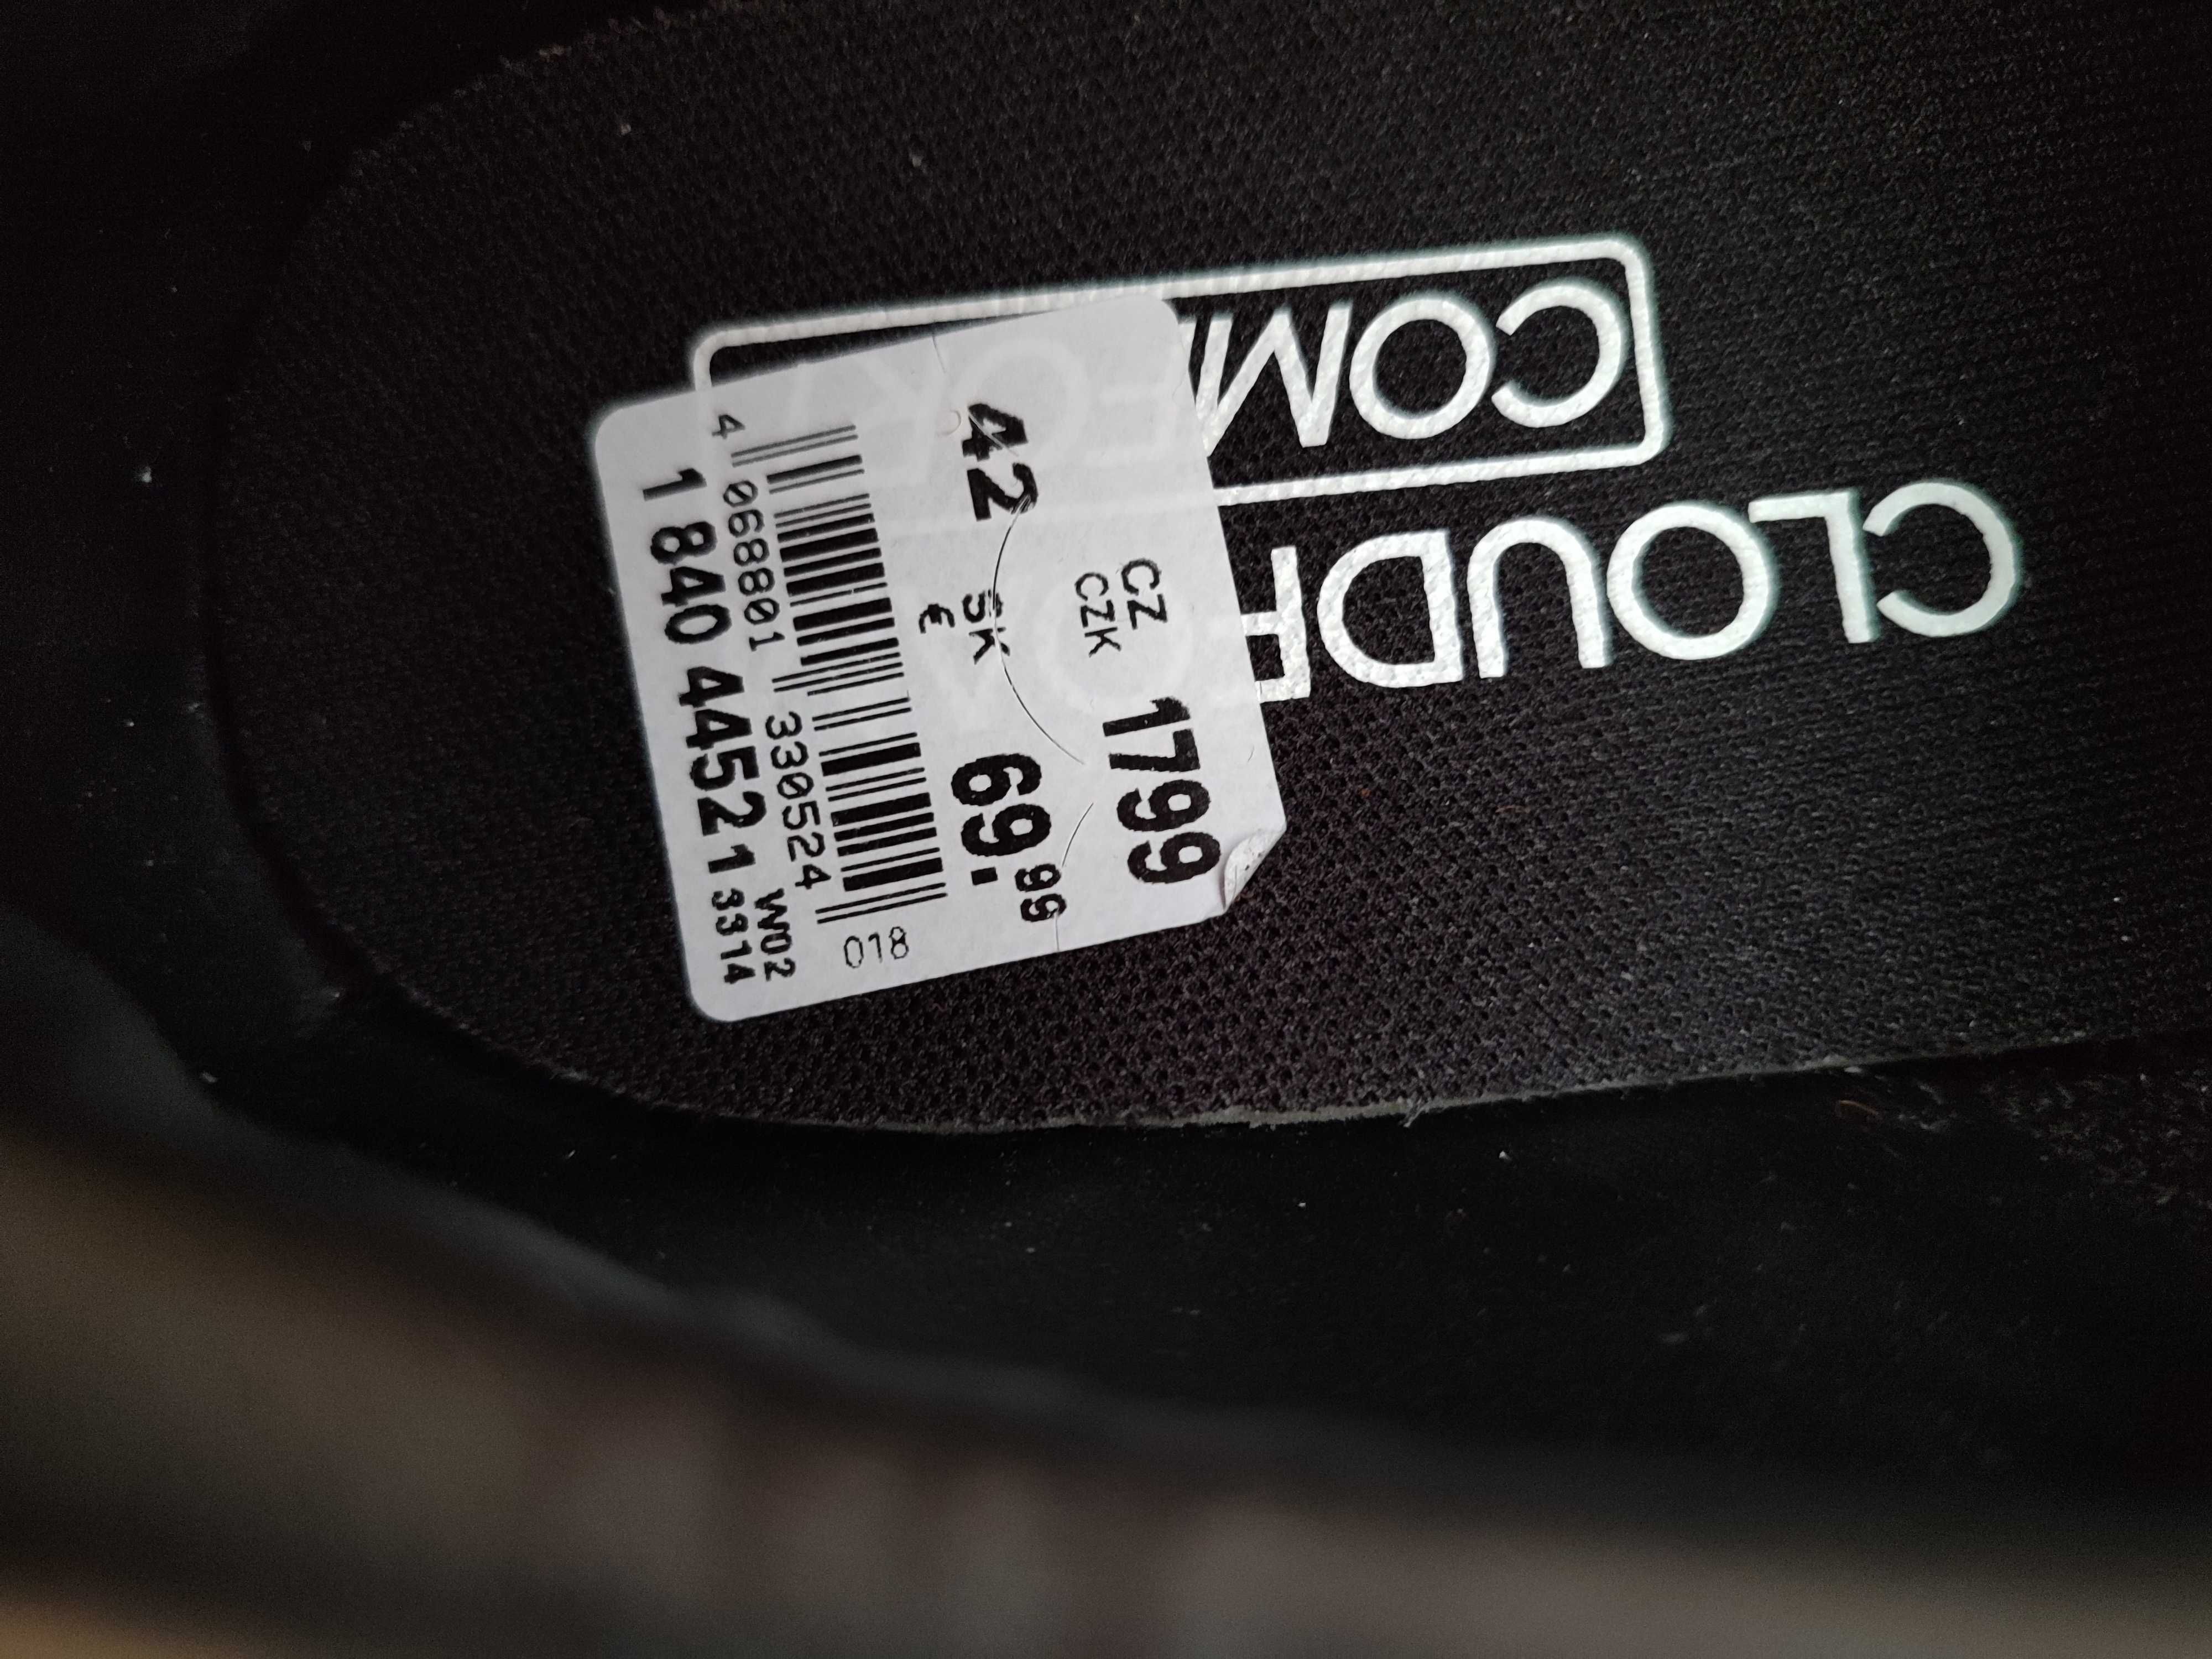 CZ
CZK 1799
42 SK
€ 69.99
018
4 068801 330524
W02
1 840 4452 1 3314
CLOUDF
COM